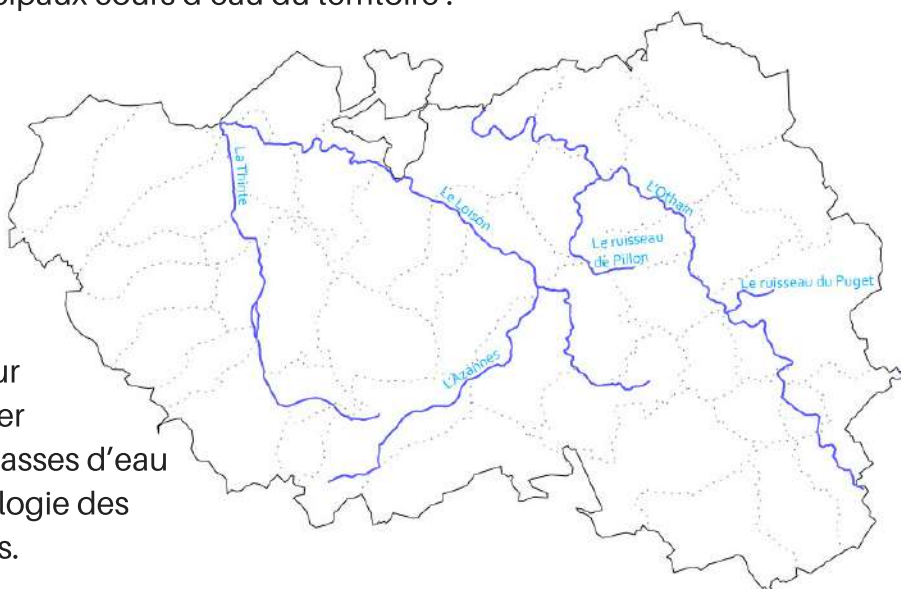 cipaux cours d'eau du territoire :
La Thinte
Le Loison
L'Othain
Le ruisseau
de Pillon
Le ruisseau du Puget
L'Azannes
ur
er
asses d'eau
logie des
s.